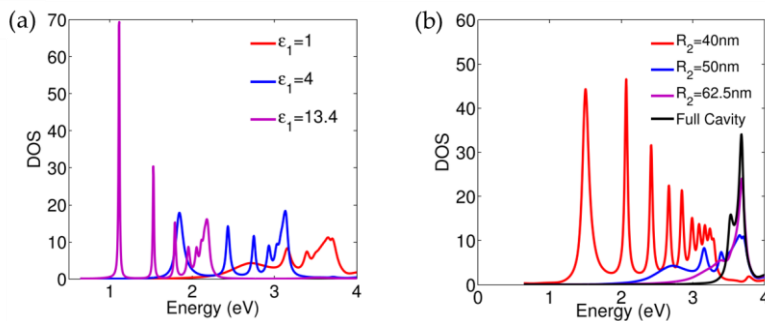 (a)
70
60
50
40
30
20
10
0
DOS
1
2
3
4
Energy (eV)
ε₁=1
ε₁=4
ε₁=13.4
(b)
60
50
40
30
20
10
0
DOS
0
1
2
3
4
Energy (eV)
R₂=40nm
R₂=50nm
R₂=62.5nm
Full Cavity